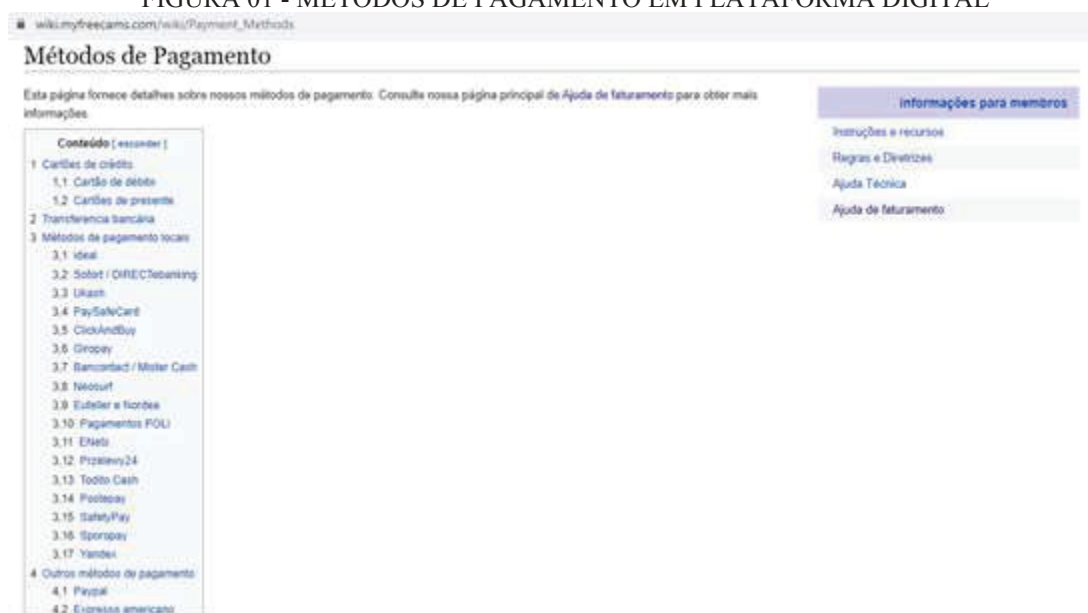 FIGURA 01 - MÉTODOS DE PAGAMENTO EM PLATAFORMA DIGITAL
wiki.myfreecams.com/wiki/Payment_Methods
Métodos de Pagamento
Esta página fornece detalhes sobre nossos métodos de pagamento. Consulte nossa página principal de Ajuda de faturamento para obter mais
informações.
Conteúdo [ esconder ]
1 Cartões de crédito
1.1 Cartão de débito
1.2 Cartões de presente
2 Transferencia bancária
3 Métodos de pagamento locais
3.1 ideal
3.2 Sofort / DIRECTebanking
3.3 Ukash
3.4 PaySafeCard
3.5 ClickAndBuy
3.6 Giropay
3.7 Bancontact / Mister Cash
3.8 Neosurf
3.9 Euteller e Nordea
3.10 Pagamentos POLi
3.11 ENets
3.12 Przelewy24
3.13 Todito Cash
3.14 Postepay
3.15 SafetyPay
3.16 Sporopay
3.17 Yandex
4 Outros métodos de pagamento
4.1 Paypal
4.2 Expresso americano
informações para membros
Instruções e recursos
Regras e Diretrizes
Ajuda Técnica
Ajuda de faturamento